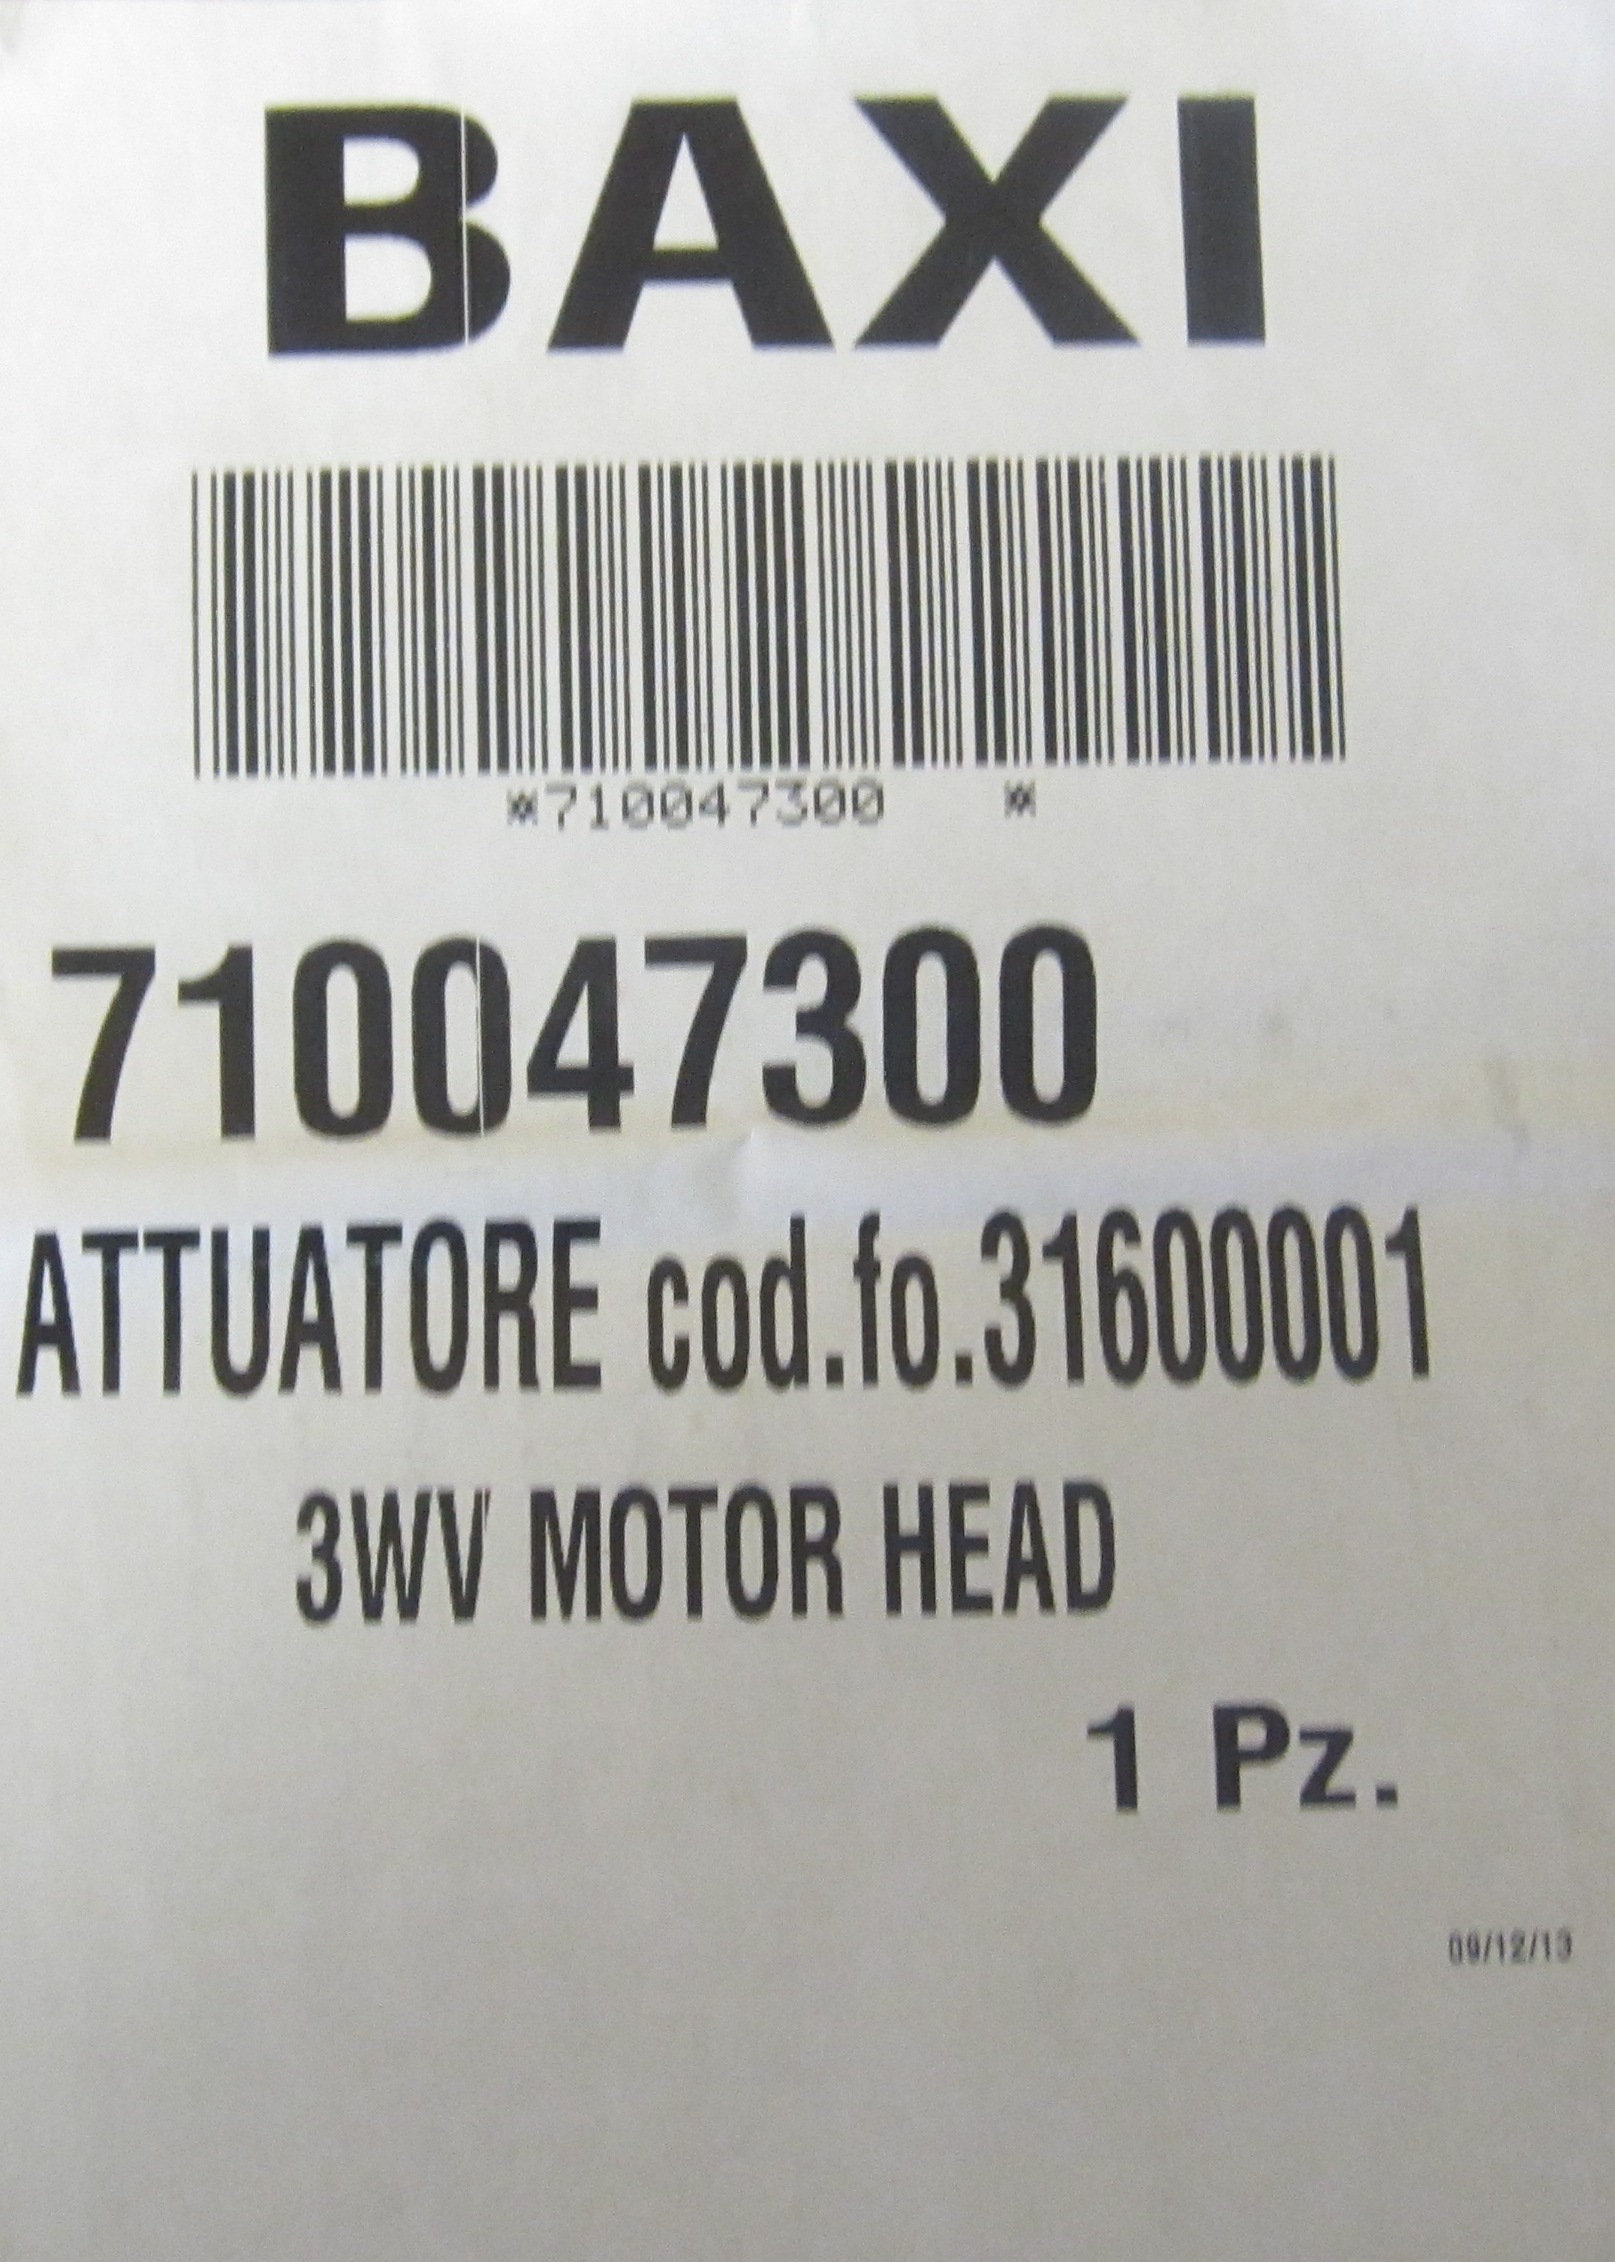 BAXI
*710047300 *
710047300
ATTUATORE cod.fo.31600001
3WV MOTOR HEAD
1 Pz.
09/12/13